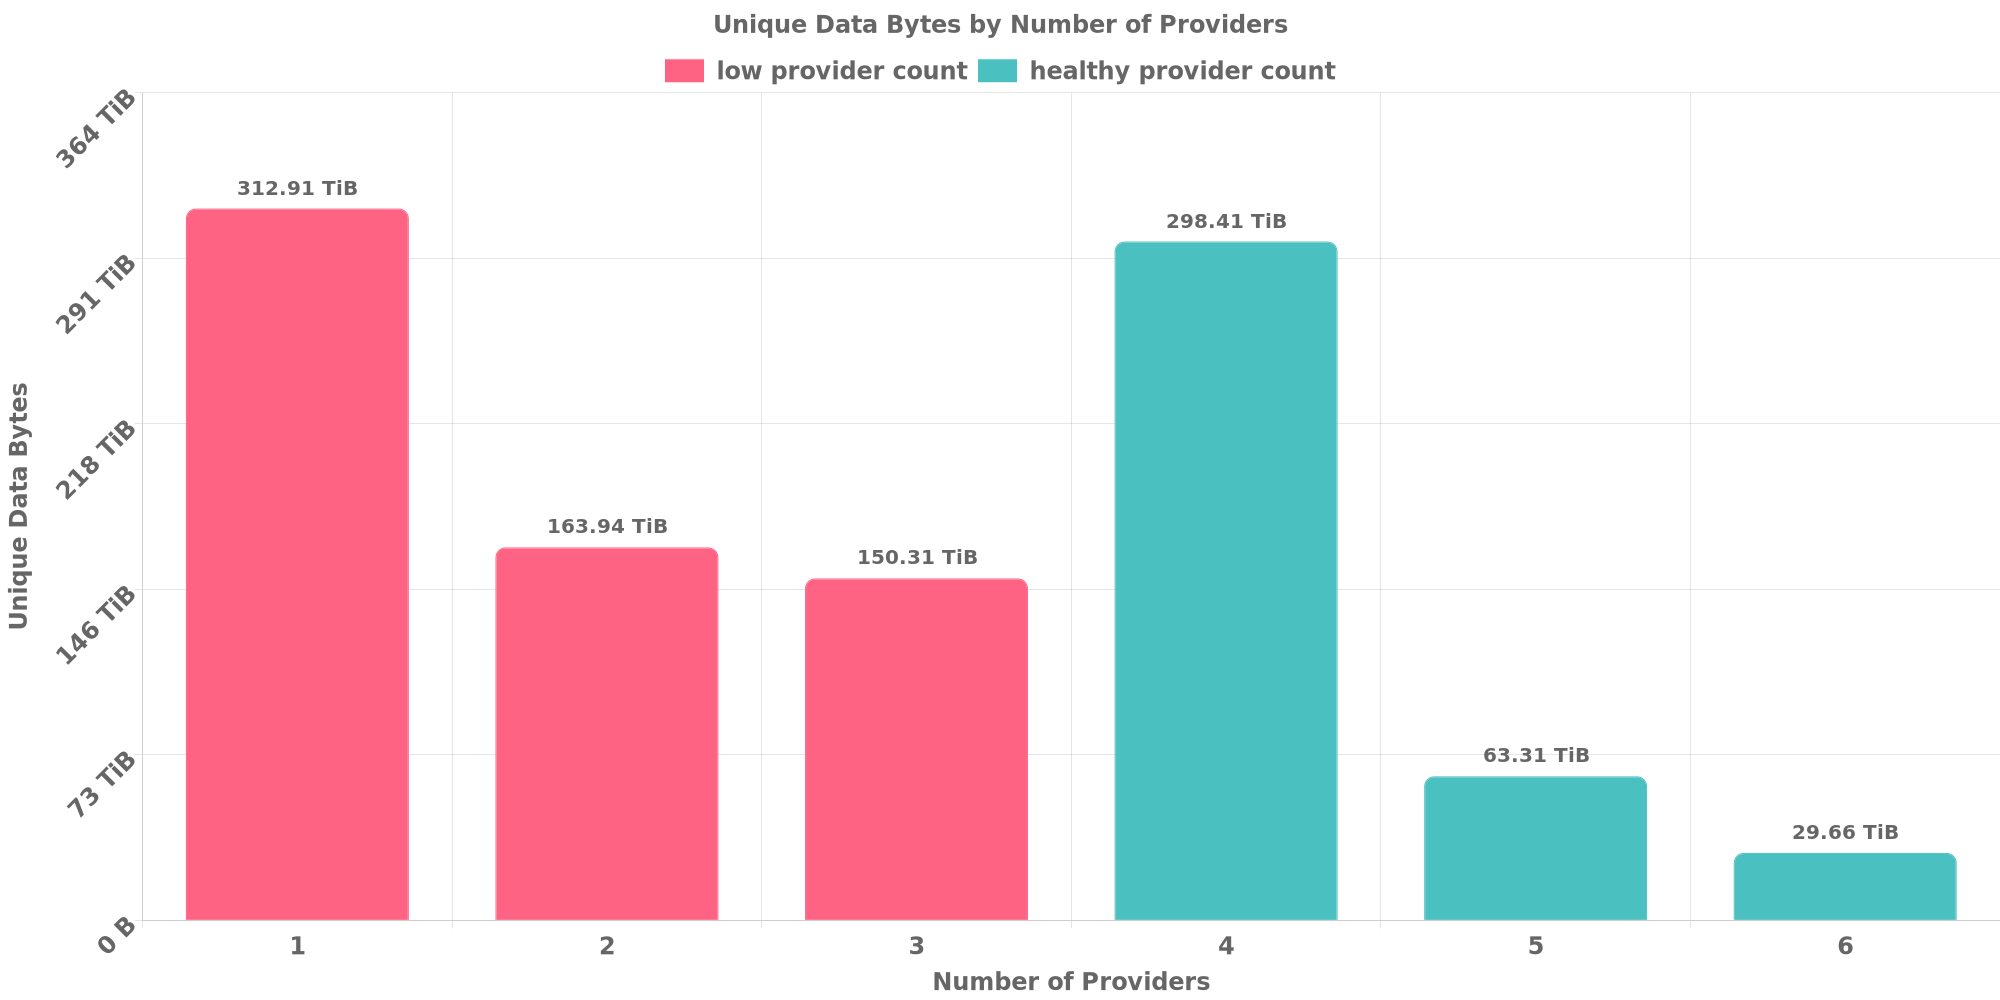 Unique Data Bytes by Number of Providers
low provider count healthy provider count
364 TiB
291 TiB
218 TiB
146 TiB
73 TiB
0 B
Unique Data Bytes
312.91 TiB
163.94 TiB
150.31 TiB
298.41 TiB
63.31 TiB
29.66 TiB
1 2 3 4 5 6
Number of Providers